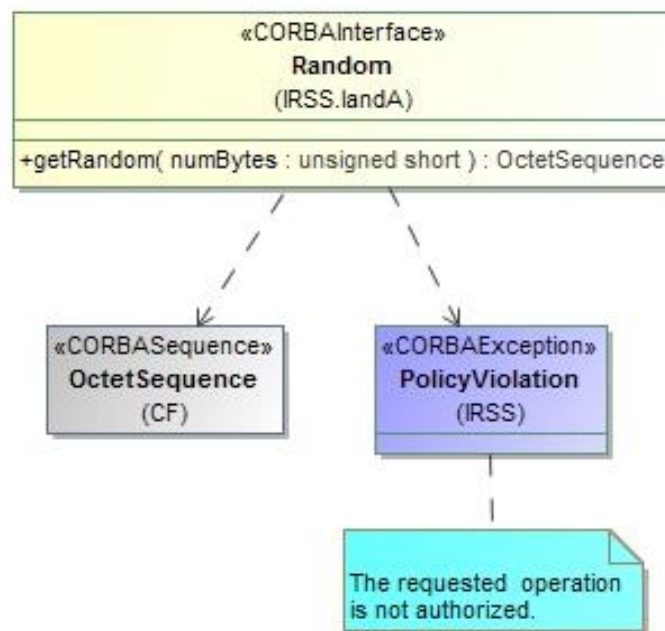 «CORBAInterface»
Random
(IRSS.IandA)
+getRandom( numBytes : unsigned short ) : OctetSequence
«CORBASequence»
OctetSequence
(CF)
«CORBAException»
PolicyViolation
(IRSS)
The requested operation
is not authorized.